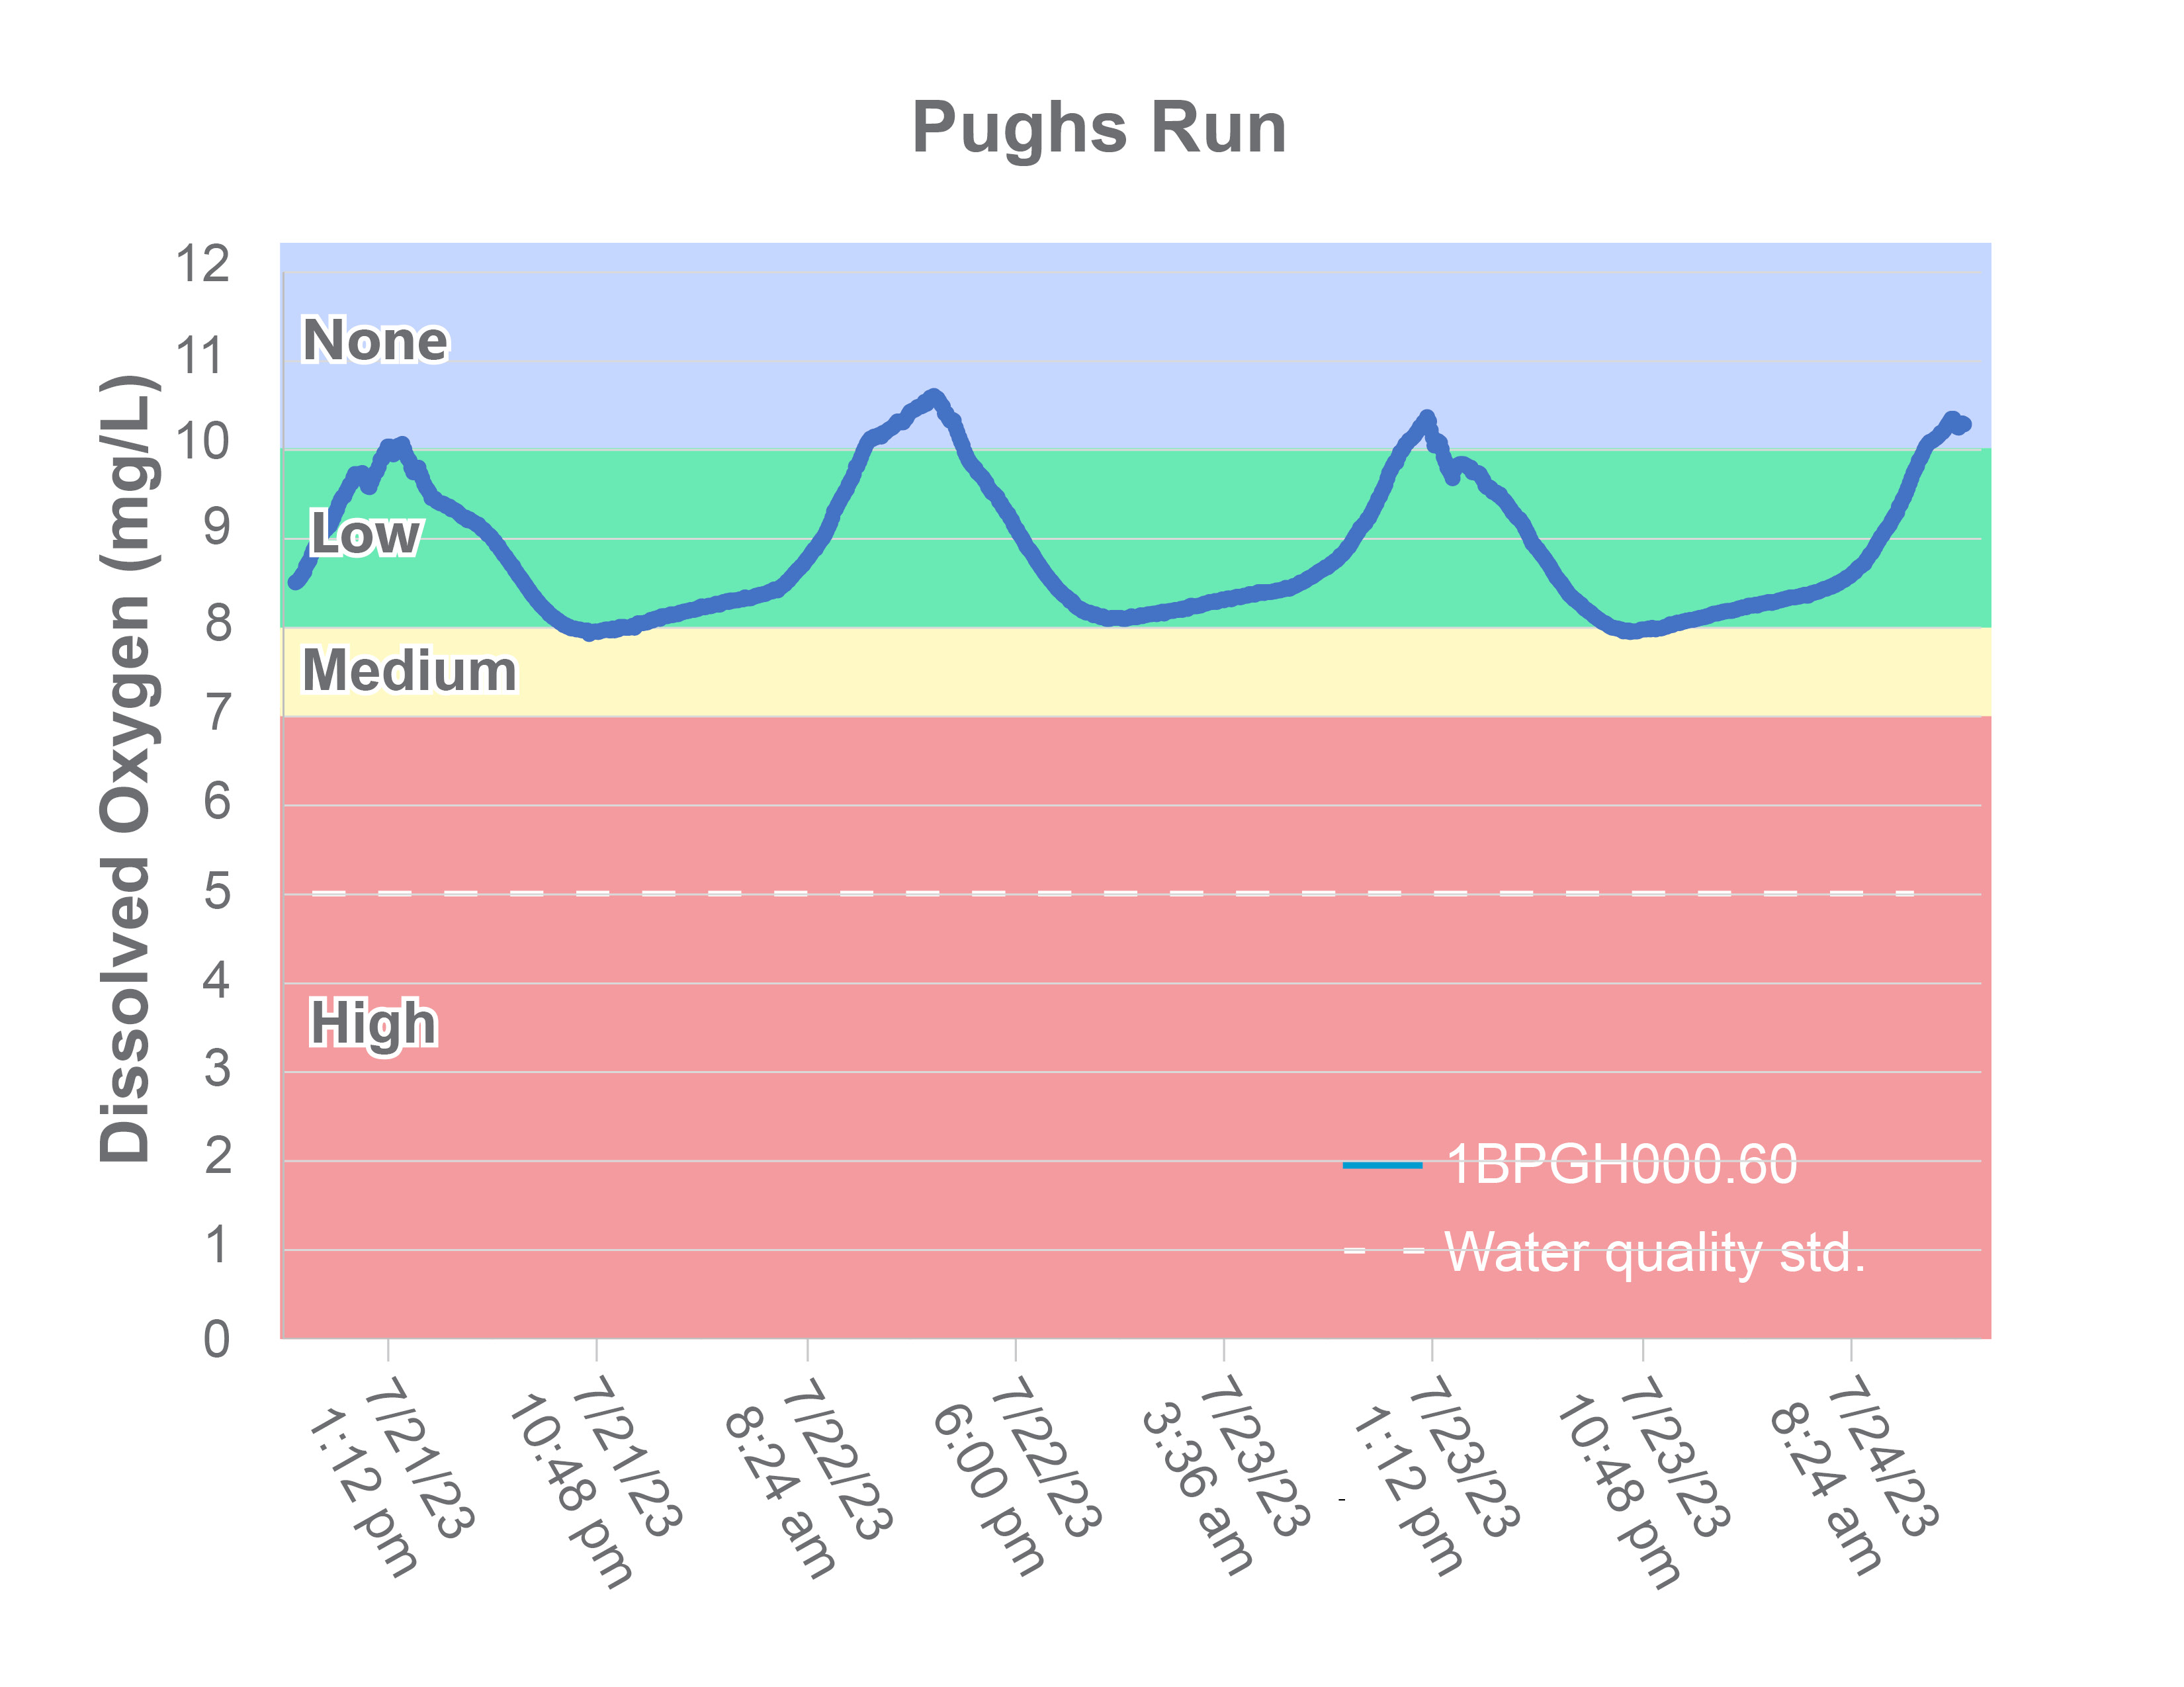 Pughs Run
Dissolved Oxygen (mg/L)
12
11
10
9
8
7
6
5
4
3
2
1
0
None
Low
Medium
High
1BPGH000.60
Water quality std.
7/21/23
1:12 pm
7/21/23
10:48 pm
7/22/23
8:24 am
7/22/23
6:00 pm
7/23/23
3:36 am
7/23/23
1:12 pm
7/23/23
10:48 pm
7/24/23
8:24 am